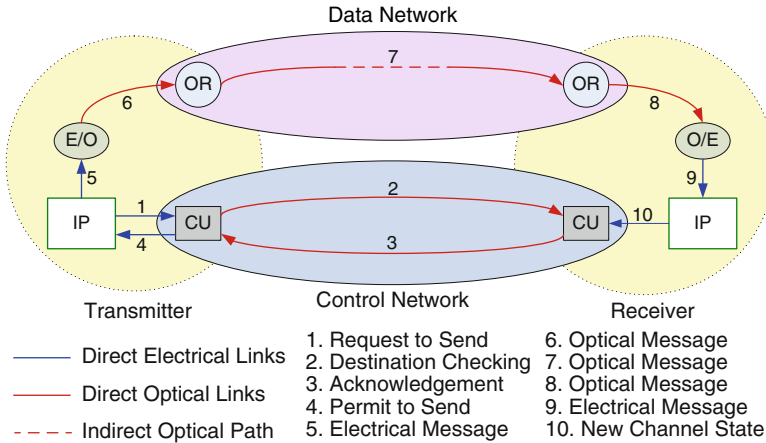 Data Network
7
OR
OR
6
8
E/O
O/E
5
9
1
2
10
IP
CU
CU
IP
4
3
Transmitter
Control Network
Receiver
Direct Electrical Links
Direct Optical Links
Indirect Optical Path
1. Request to Send
2. Destination Checking
3. Acknowledgement
4. Permit to Send
5. Electrical Message
6. Optical Message
7. Optical Message
8. Optical Message
9. Electrical Message
10. New Channel State